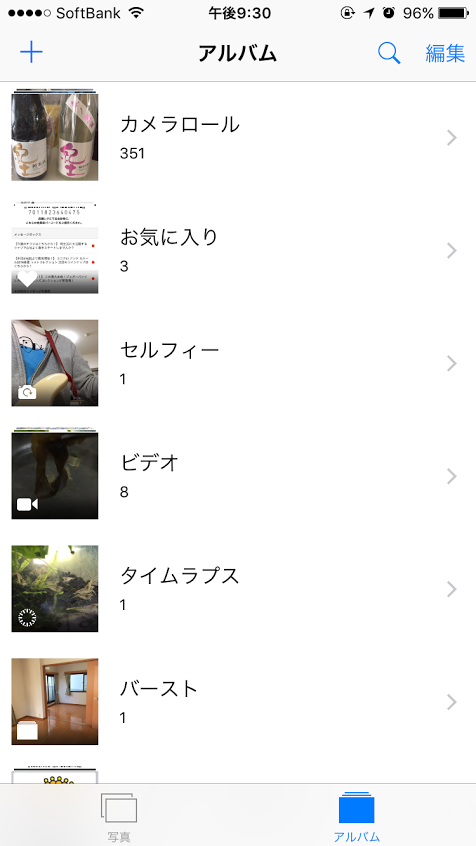 SoftBank 午後9:30 96%
アルバム 編集
カメラロール
351
お気に入り
3
セルフィー
1
ビデオ
8
タイムラプス
1
バースト
1
写真 アルバム